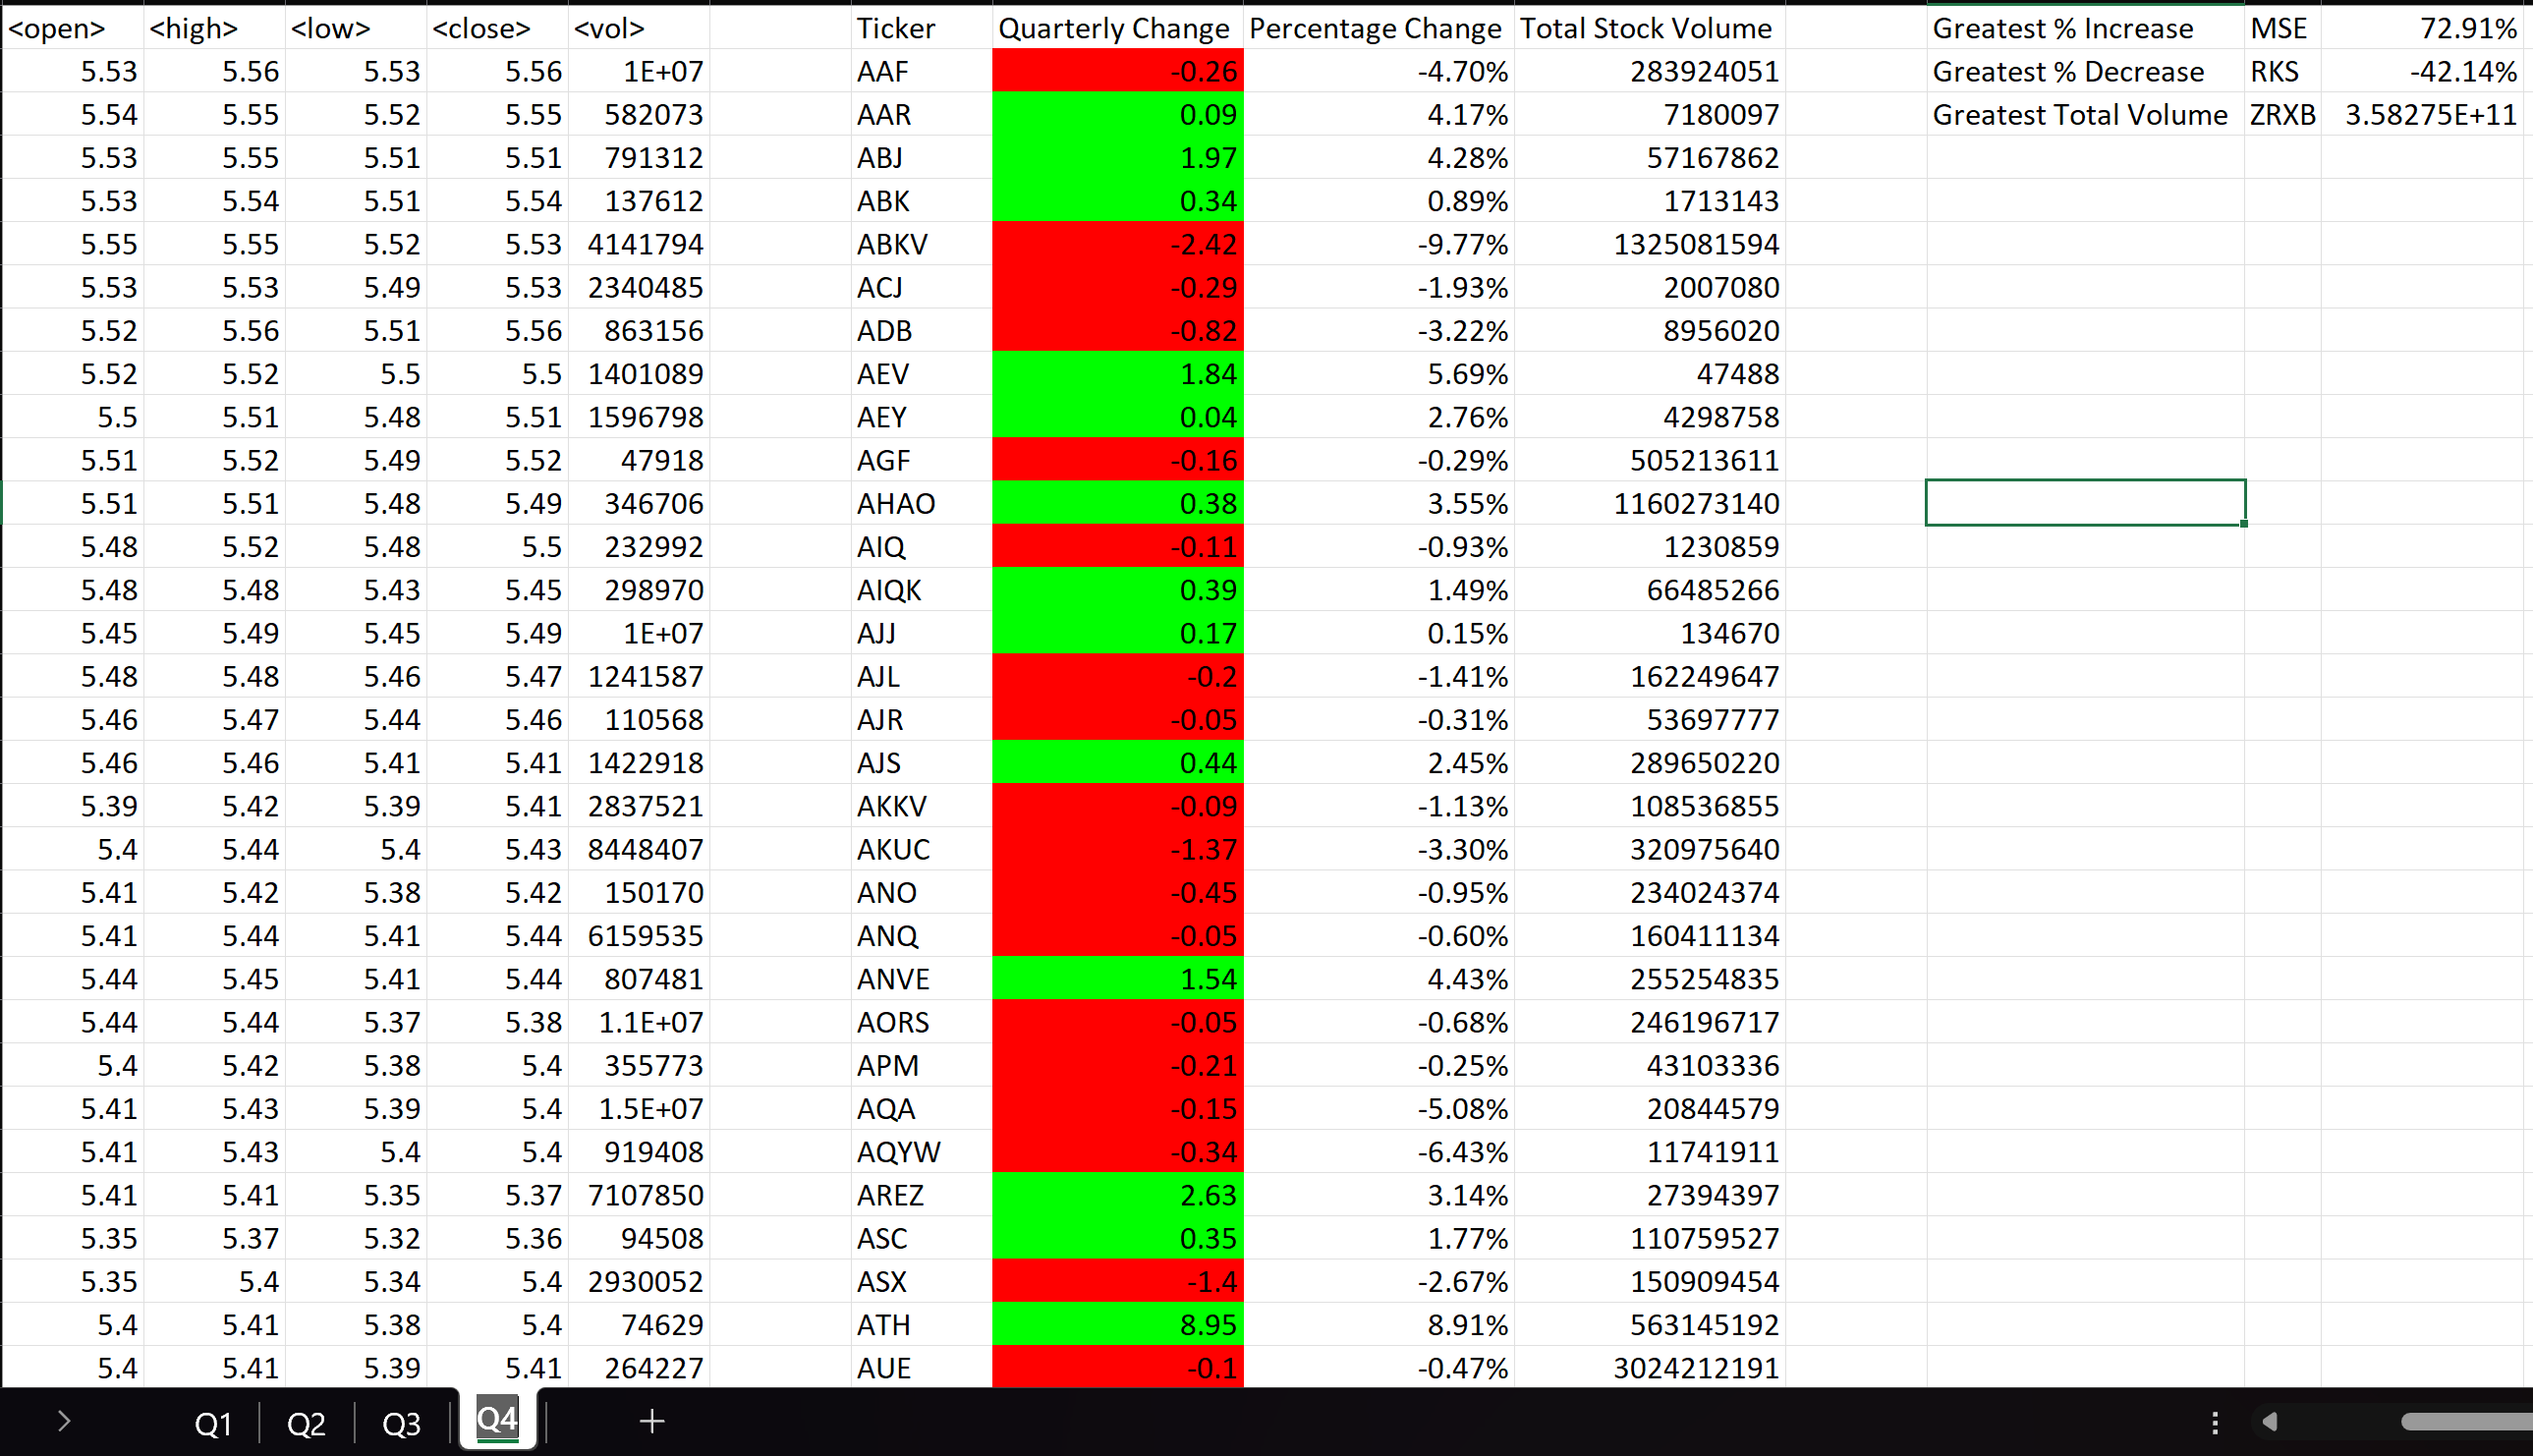 <open> <high> <low> <close> <vol> Ticker Quarterly Change Percentage Change Total Stock Volume Greatest % Increase MSE 72.91%
5.53 5.56 5.53 5.56 1E+07 AAF -0.26 -4.70% 283924051 Greatest % Decrease RKS -42.14%
5.54 5.55 5.52 5.55 582073 AAR 0.09 4.17% 7180097 Greatest Total Volume ZRXB 3.58275E+11
5.53 5.55 5.51 5.51 791312 ABJ 1.97 4.28% 57167862
5.53 5.54 5.51 5.54 137612 ABK 0.34 0.89% 1713143
5.55 5.55 5.52 5.53 4141794 ABKV -2.42 -9.77% 1325081594
5.53 5.53 5.49 5.53 2340485 ACJ -0.29 -1.93% 2007080
5.52 5.56 5.51 5.56 863156 ADB -0.82 -3.22% 8956020
5.52 5.52 5.5 5.5 1401089 AEV 1.84 5.69% 47488
5.5 5.51 5.48 5.51 1596798 AEY 0.04 2.76% 4298758
5.51 5.52 5.49 5.52 47918 AGF -0.16 -0.29% 505213611
5.51 5.51 5.48 5.49 346706 AHAO 0.38 3.55% 1160273140
5.48 5.52 5.48 5.5 232992 AIQ -0.11 -0.93% 1230859
5.48 5.48 5.43 5.45 298970 AIQK 0.39 1.49% 66485266
5.45 5.49 5.45 5.49 1E+07 AJJ 0.17 0.15% 134670
5.48 5.48 5.46 5.47 1241587 AJL -0.2 -1.41% 162249647
5.46 5.47 5.44 5.46 110568 AJR -0.05 -0.31% 53697777
5.46 5.46 5.41 5.41 1422918 AJS 0.44 2.45% 289650220
5.39 5.42 5.39 5.41 2837521 AKKV -0.09 -1.13% 108536855
5.4 5.44 5.4 5.43 8448407 AKUC -1.37 -3.30% 320975640
5.41 5.42 5.38 5.42 150170 ANO -0.45 -0.95% 234024374
5.41 5.44 5.41 5.44 6159535 ANQ -0.05 -0.60% 160411134
5.44 5.45 5.41 5.44 807481 ANVE 1.54 4.43% 255254835
5.44 5.44 5.37 5.38 1.1E+07 AORS -0.05 -0.68% 246196717
5.4 5.42 5.38 5.4 355773 APM -0.21 -0.25% 43103336
5.41 5.43 5.39 5.4 1.5E+07 AQA -0.15 -5.08% 20844579
5.41 5.43 5.4 5.4 919408 AQYW -0.34 -6.43% 11741911
5.41 5.41 5.35 5.37 7107850 AREZ 2.63 3.14% 27394397
5.35 5.37 5.32 5.36 94508 ASC 0.35 1.77% 110759527
5.35 5.4 5.34 5.4 2930052 ASX -1.4 -2.67% 150909454
5.4 5.41 5.38 5.4 74629 ATH 8.95 8.91% 563145192
5.4 5.41 5.39 5.41 264227 AUE -0.1 -0.47% 3024212191
Q1 Q2 Q3 Q4